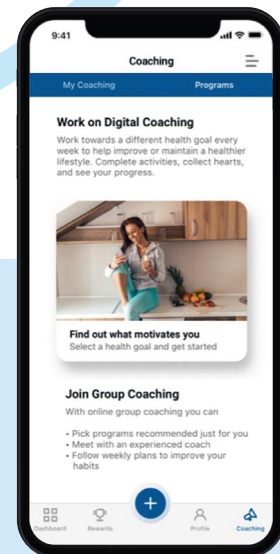 9:41
Coaching
My Coaching Programs
Work on Digital Coaching
Work towards a different health goal every
week to help improve or maintain a healthier
lifestyle. Complete activities, collect hearts,
and see your progress.
Find out what motivates you
Select a health goal and get started
Join Group Coaching
With online group coaching you can
• Pick programs recommended just for you
• Meet with an experienced coach
• Follow weekly plans to improve your
habits
Dashboard Rewards Profile Coaching